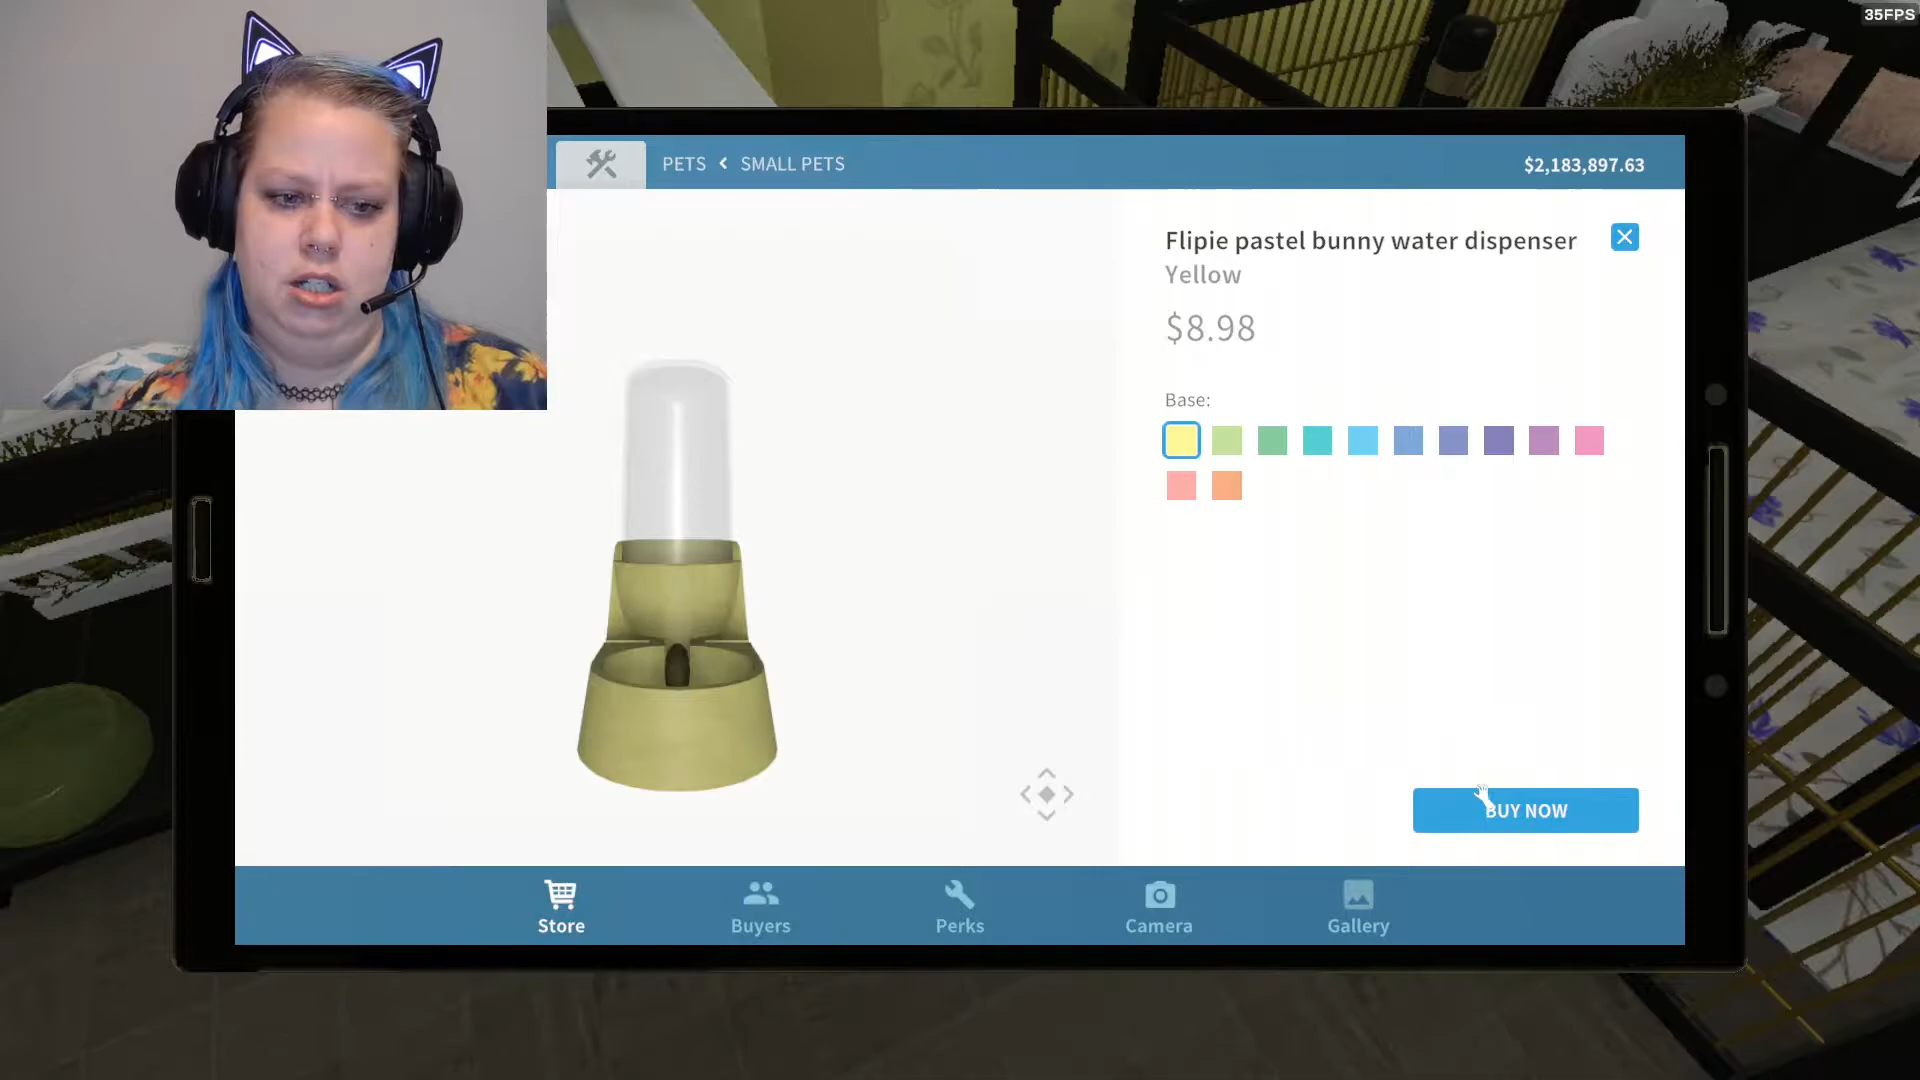 35FPS
PETS < SMALL PETS
$2,183,897.63
Flipie pastel bunny water dispenser
Yellow
$8.98
Base:
BUY NOW
Store
Buyers
Perks
Camera
Gallery